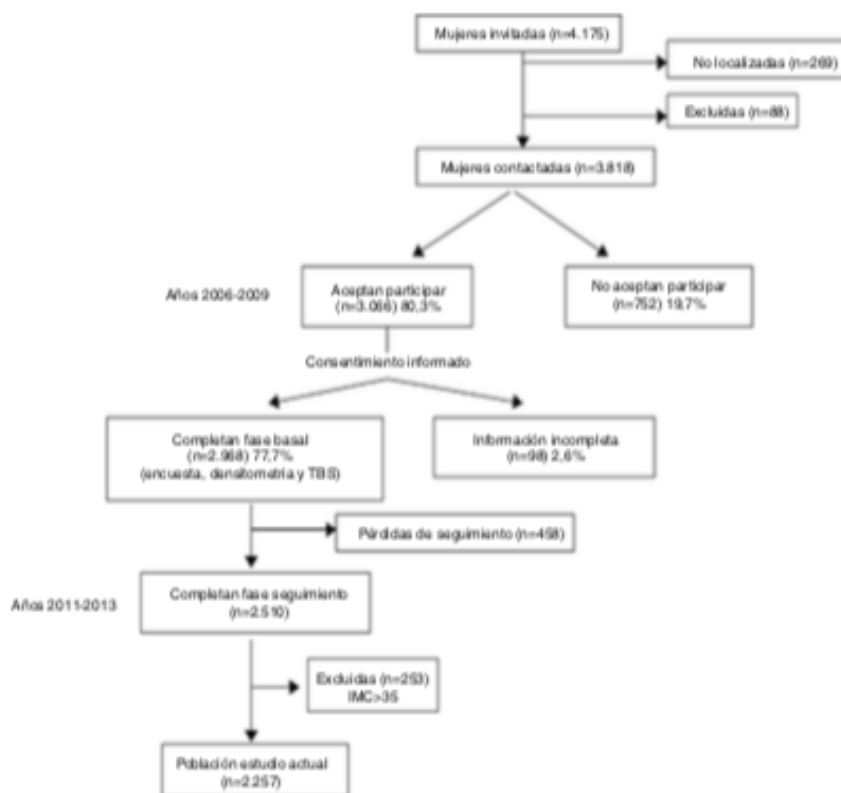 Mujeres invitadas (n=4.175)
No localizadas (n=269)
Excluidas (n=88)
Mujeres contactadas (n=3.818)
Años 2006-2009
Aceptan participar
(n=3.066) 80,3%
No aceptan participar
(n=752) 19,7%
Consentimiento informado
Completan fase basal
(n=2.968) 77,7%
(encuesta, densitometría y TBS)
Información incompleta
(n=98) 2,6%
Pérdidas de seguimiento (n=458)
Años 2011-2013
Completan fase seguimiento
(n=2.510)
Excluidas (n=253)
IMC>35
Población estudio actual
(n=2.257)